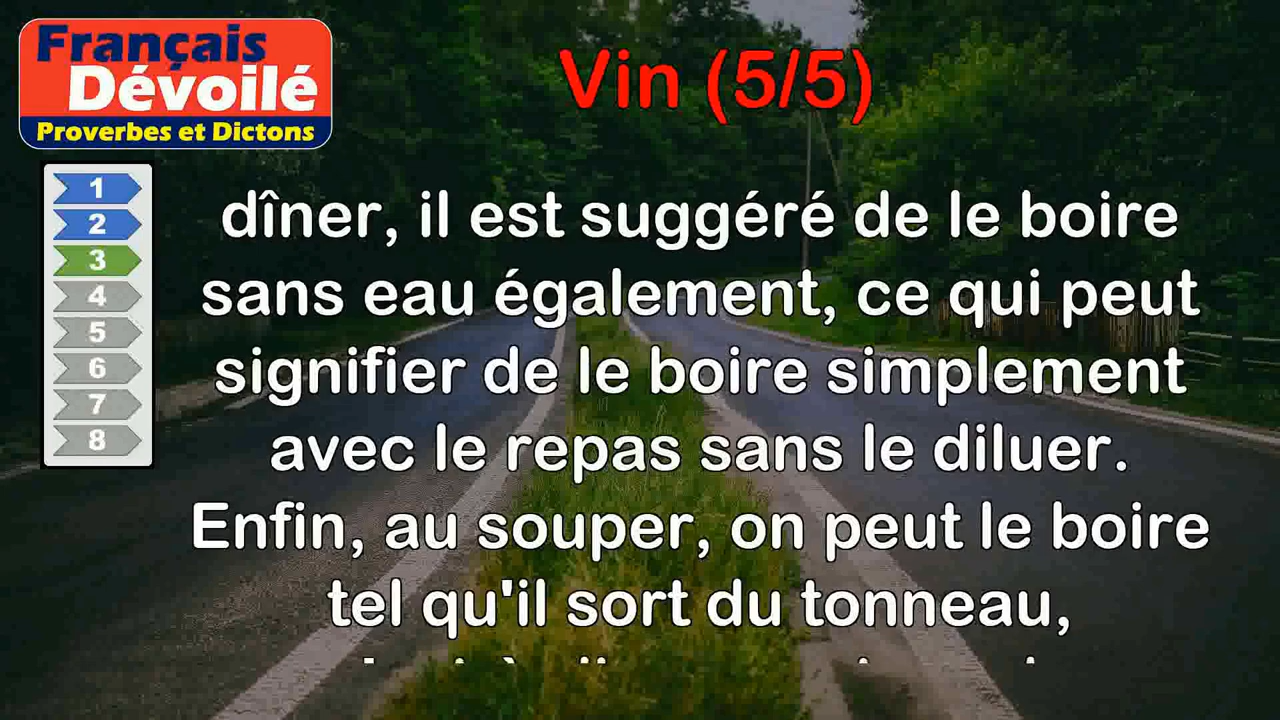 Français
Dévoilé
Proverbes et Dictons
Vin (5/5)
1
2
3
4
5
6
7
8
dîner, il est suggéré de le boire
sans eau également, ce qui peut
signifier de le boire simplement
avec le repas sans le diluer.
Enfin, au souper, on peut le boire
tel qu'il sort du tonneau,